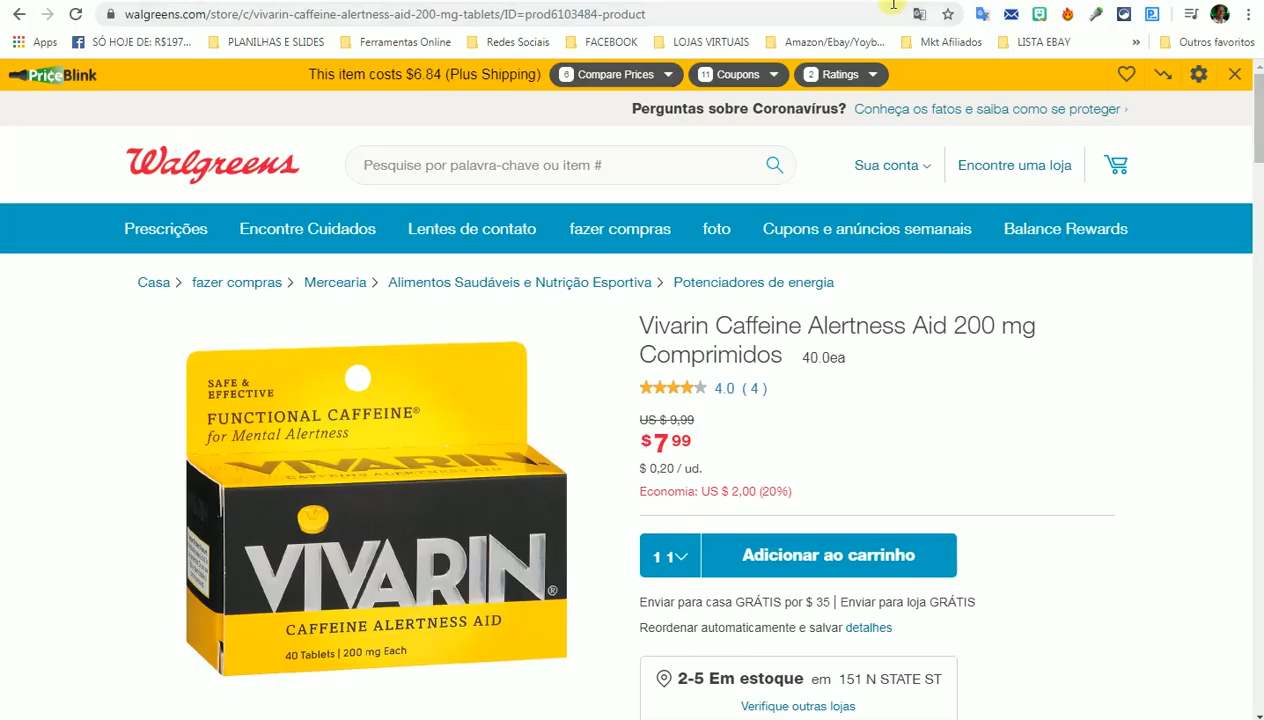 walgreens.com/store/c/vivarin-caffeine-alertness-aid-200-mg-tablets/ID=prod6103484-product
Apps
SÓ HOJE DE: R$197...
PLANILHAS E SLIDES
Ferramentas Online
Redes Sociais
FACEBOOK
LOJAS VIRTUAIS
Amazon/Ebay/Yoyb...
Mkt Afiliados
LISTA EBAY
»
Outros favoritos
PriceBlink
This item costs $6.84 (Plus Shipping)
6 Compare Prices
11 Coupons
2 Ratings
Perguntas sobre Coronavírus? Conheça os fatos e saiba como se proteger ›
Walgreens
Pesquise por palavra-chave ou item #
Sua conta
Encontre uma loja
Prescrições
Encontre Cuidados
Lentes de contato
fazer compras
foto
Cupons e anúncios semanais
Balance Rewards
Casa > fazer compras > Mercearia > Alimentos Saudáveis e Nutrição Esportiva > Potenciadores de energia
SAFE &
EFFECTIVE
FUNCTIONAL CAFFEINE®
for Mental Alertness
VIVARIN
CAFFEINE ALERTNESS AID
VIVARIN®
CAFFEINE ALERTNESS AID
40 Tablets | 200 mg Each
Vivarin Caffeine Alertness Aid 200 mg
Comprimidos 40.0ea
4.0 ( 4 )
US $ 9,99
$7 99
$ 0,20 / ud.
Economia: US $ 2,00 (20%)
1 1
Adicionar ao carrinho
Enviar para casa GRÁTIS por $ 35 | Enviar para loja GRÁTIS
Reordenar automaticamente e salvar detalhes
2-5 Em estoque em 151 N STATE ST
Verifique outras lojas